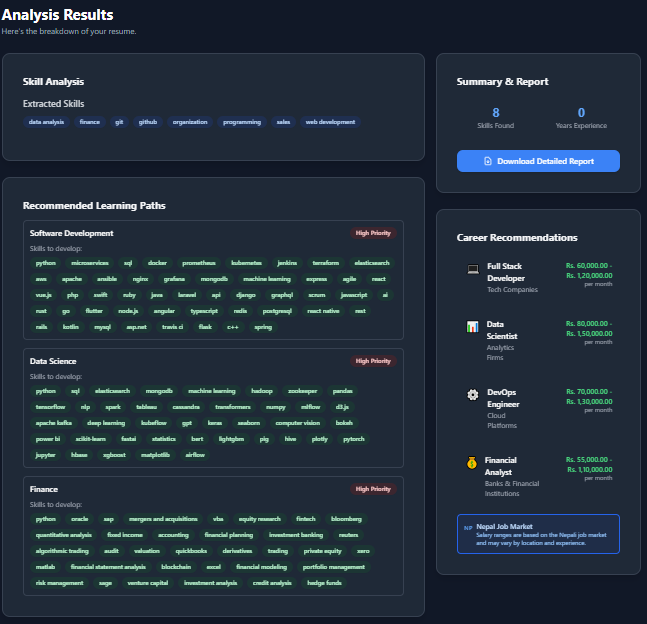 Analysis Results
Here's the breakdown of your resume.
Skill Analysis
Extracted Skills
data analysis finance git github organization programming sales web development
Recommended Learning Paths
Software Development High Priority
Skills to develop:
python microservices sql docker prometheus kubernetes jenkins terraform elasticsearch
aws apache ansible nginx grafana mongodb machine learning express agile react
vue.js php swift ruby java laravel api django graphql scrum javascript ai
rust go flutter node.js angular typescript redis postgresql react native rest
rails kotlin mysql asp.net travis ci flask c++ spring
Data Science High Priority
Skills to develop:
python sql elasticsearch mongodb machine learning hadoop zookeeper pandas
tensorflow nlp spark tableau cassandra transformers numpy mlflow d3.js
apache kafka deep learning kubeflow gpt keras seaborn computer vision bokeh
power bi scikit-learn fastai statistics bert lightgbm pig hive plotly pytorch
jupyter hbase xgboost matplotlib airflow
Finance High Priority
Skills to develop:
python oracle sap mergers and acquisitions vba equity research fintech bloomberg
quantitative analysis fixed income accounting financial planning investment banking reuters
algorithmic trading audit valuation quickbooks derivatives trading private equity xero
matlab financial statement analysis blockchain excel financial modeling portfolio management
risk management sage venture capital investment analysis credit analysis hedge funds
Summary & Report
8 0
Skills Found Years Experience
Download Detailed Report
Career Recommendations
Full Stack Rs. 60,000.00 -
Developer Rs. 1,20,000.00
Tech Companies per month
Data Rs. 80,000.00 -
Scientist Rs. 1,50,000.00
Analytics per month
Firms
DevOps Rs. 70,000.00 -
Engineer Rs. 1,30,000.00
Cloud per month
Platforms
Financial Rs. 55,000.00 -
Analyst Rs. 1,10,000.00
Banks & Financial per month
Institutions
NP Nepal Job Market
Salary ranges are based on the Nepali job market
and may vary by location and experience.